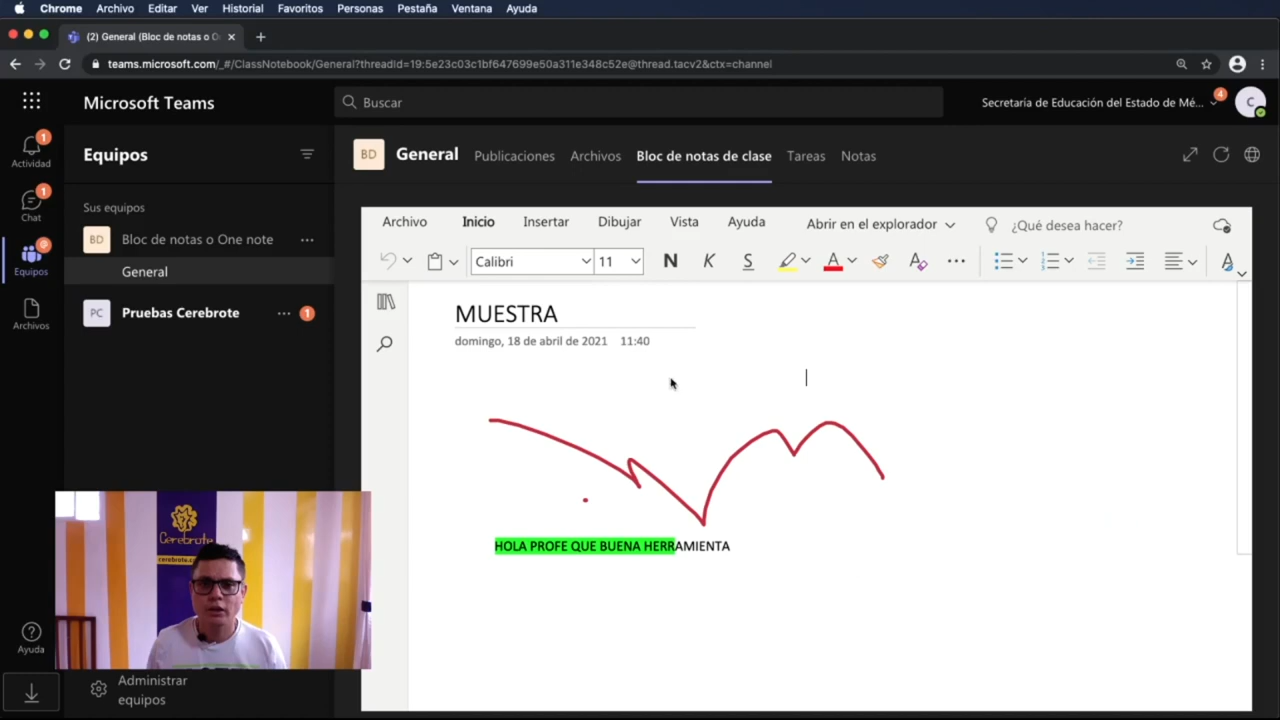 Chrome Archivo Editar Ver Historial Favoritos Personas Pestaña Ventana Ayuda
(2) General (Bloc de notas o On
teams.microsoft.com/_#/ClassNotebook/General?threadId=19:5e23c03c1bf647699e50a311e348c52e@thread.tacv2&ctx=channel
Microsoft Teams
Buscar
Secretaría de Educación del Estado de Mé...
4
C
Actividad
1
Chat
1
Equipos
@
Archivos
Ayuda
Equipos
Sus equipos
BD Bloc de notas o One note ...
General
PC Pruebas Cerebrote ... 1
Administrar
equipos
BD General Publicaciones Archivos Bloc de notas de clase Tareas Notas
Archivo Inicio Insertar Dibujar Vista Ayuda Abrir en el explorador ¿Qué desea hacer?
Calibri 11 N K S A A ... A
MUESTRA
domingo, 18 de abril de 2021 11:40
HOLA PROFE QUE BUENA HERRAMIENTA
Cerebrote